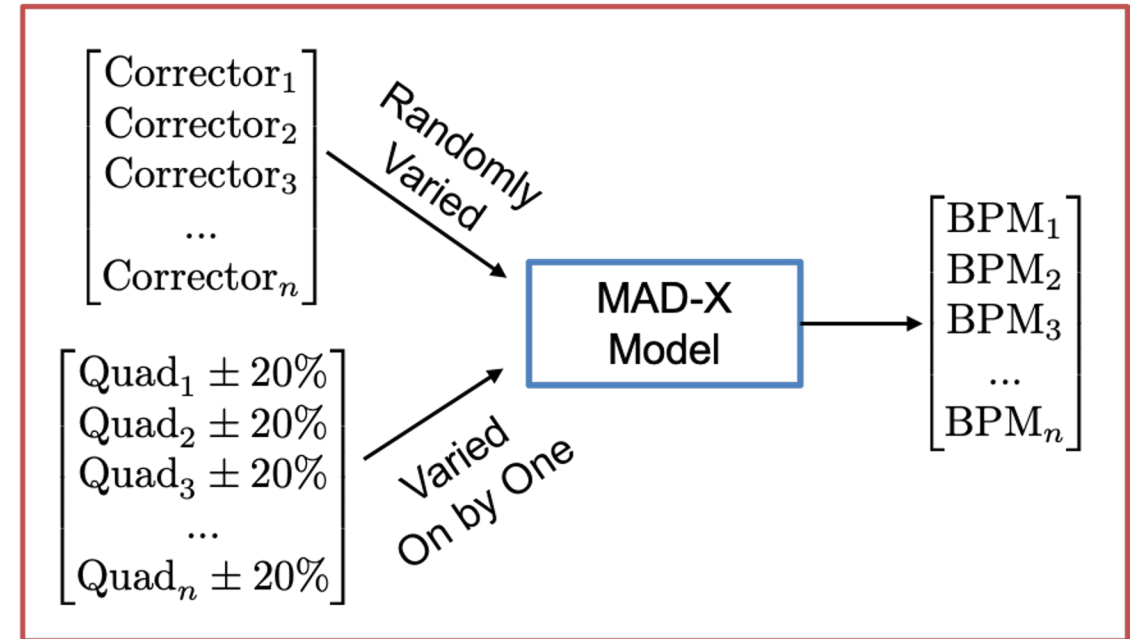 Corrector₁
Corrector₂
Corrector₃
...
Correctorₙ
Randomly
Varied
Quad₁ ± 20%
Quad₂ ± 20%
Quad₃ ± 20%
...
Quadₙ ± 20%
Varied
On by One
MAD-X
Model
BPM₁
BPM₂
BPM₃
...
BPMₙ